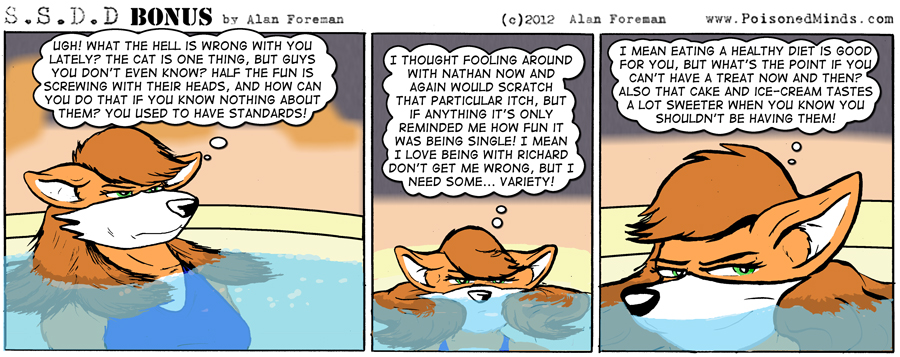 S.S.D.D BONUS by Alan Foreman (c)2012 Alan Foreman www.PoisonedMinds.com
UGH! WHAT THE HELL IS WRONG WITH YOU
LATELY? THE CAT IS ONE THING, BUT GUYS
YOU DON'T EVEN KNOW? HALF THE FUN IS
SCREWING WITH THEIR HEADS, AND HOW CAN
YOU DO THAT IF YOU KNOW NOTHING ABOUT
THEM? YOU USED TO HAVE STANDARDS!
I THOUGHT FOOLING AROUND
WITH NATHAN NOW AND
AGAIN WOULD SCRATCH
THAT PARTICULAR ITCH, BUT
IF ANYTHING IT'S ONLY
REMINDED ME HOW FUN IT
WAS BEING SINGLE! I MEAN
I LOVE BEING WITH RICHARD
DON'T GET ME WRONG, BUT I
NEED SOME... VARIETY!
I MEAN EATING A HEALTHY DIET IS GOOD
FOR YOU, BUT WHAT'S THE POINT IF YOU
CAN'T HAVE A TREAT NOW AND THEN?
ALSO THAT CAKE AND ICE-CREAM TASTES
A LOT SWEETER WHEN YOU KNOW YOU
SHOULDN'T BE HAVING THEM!